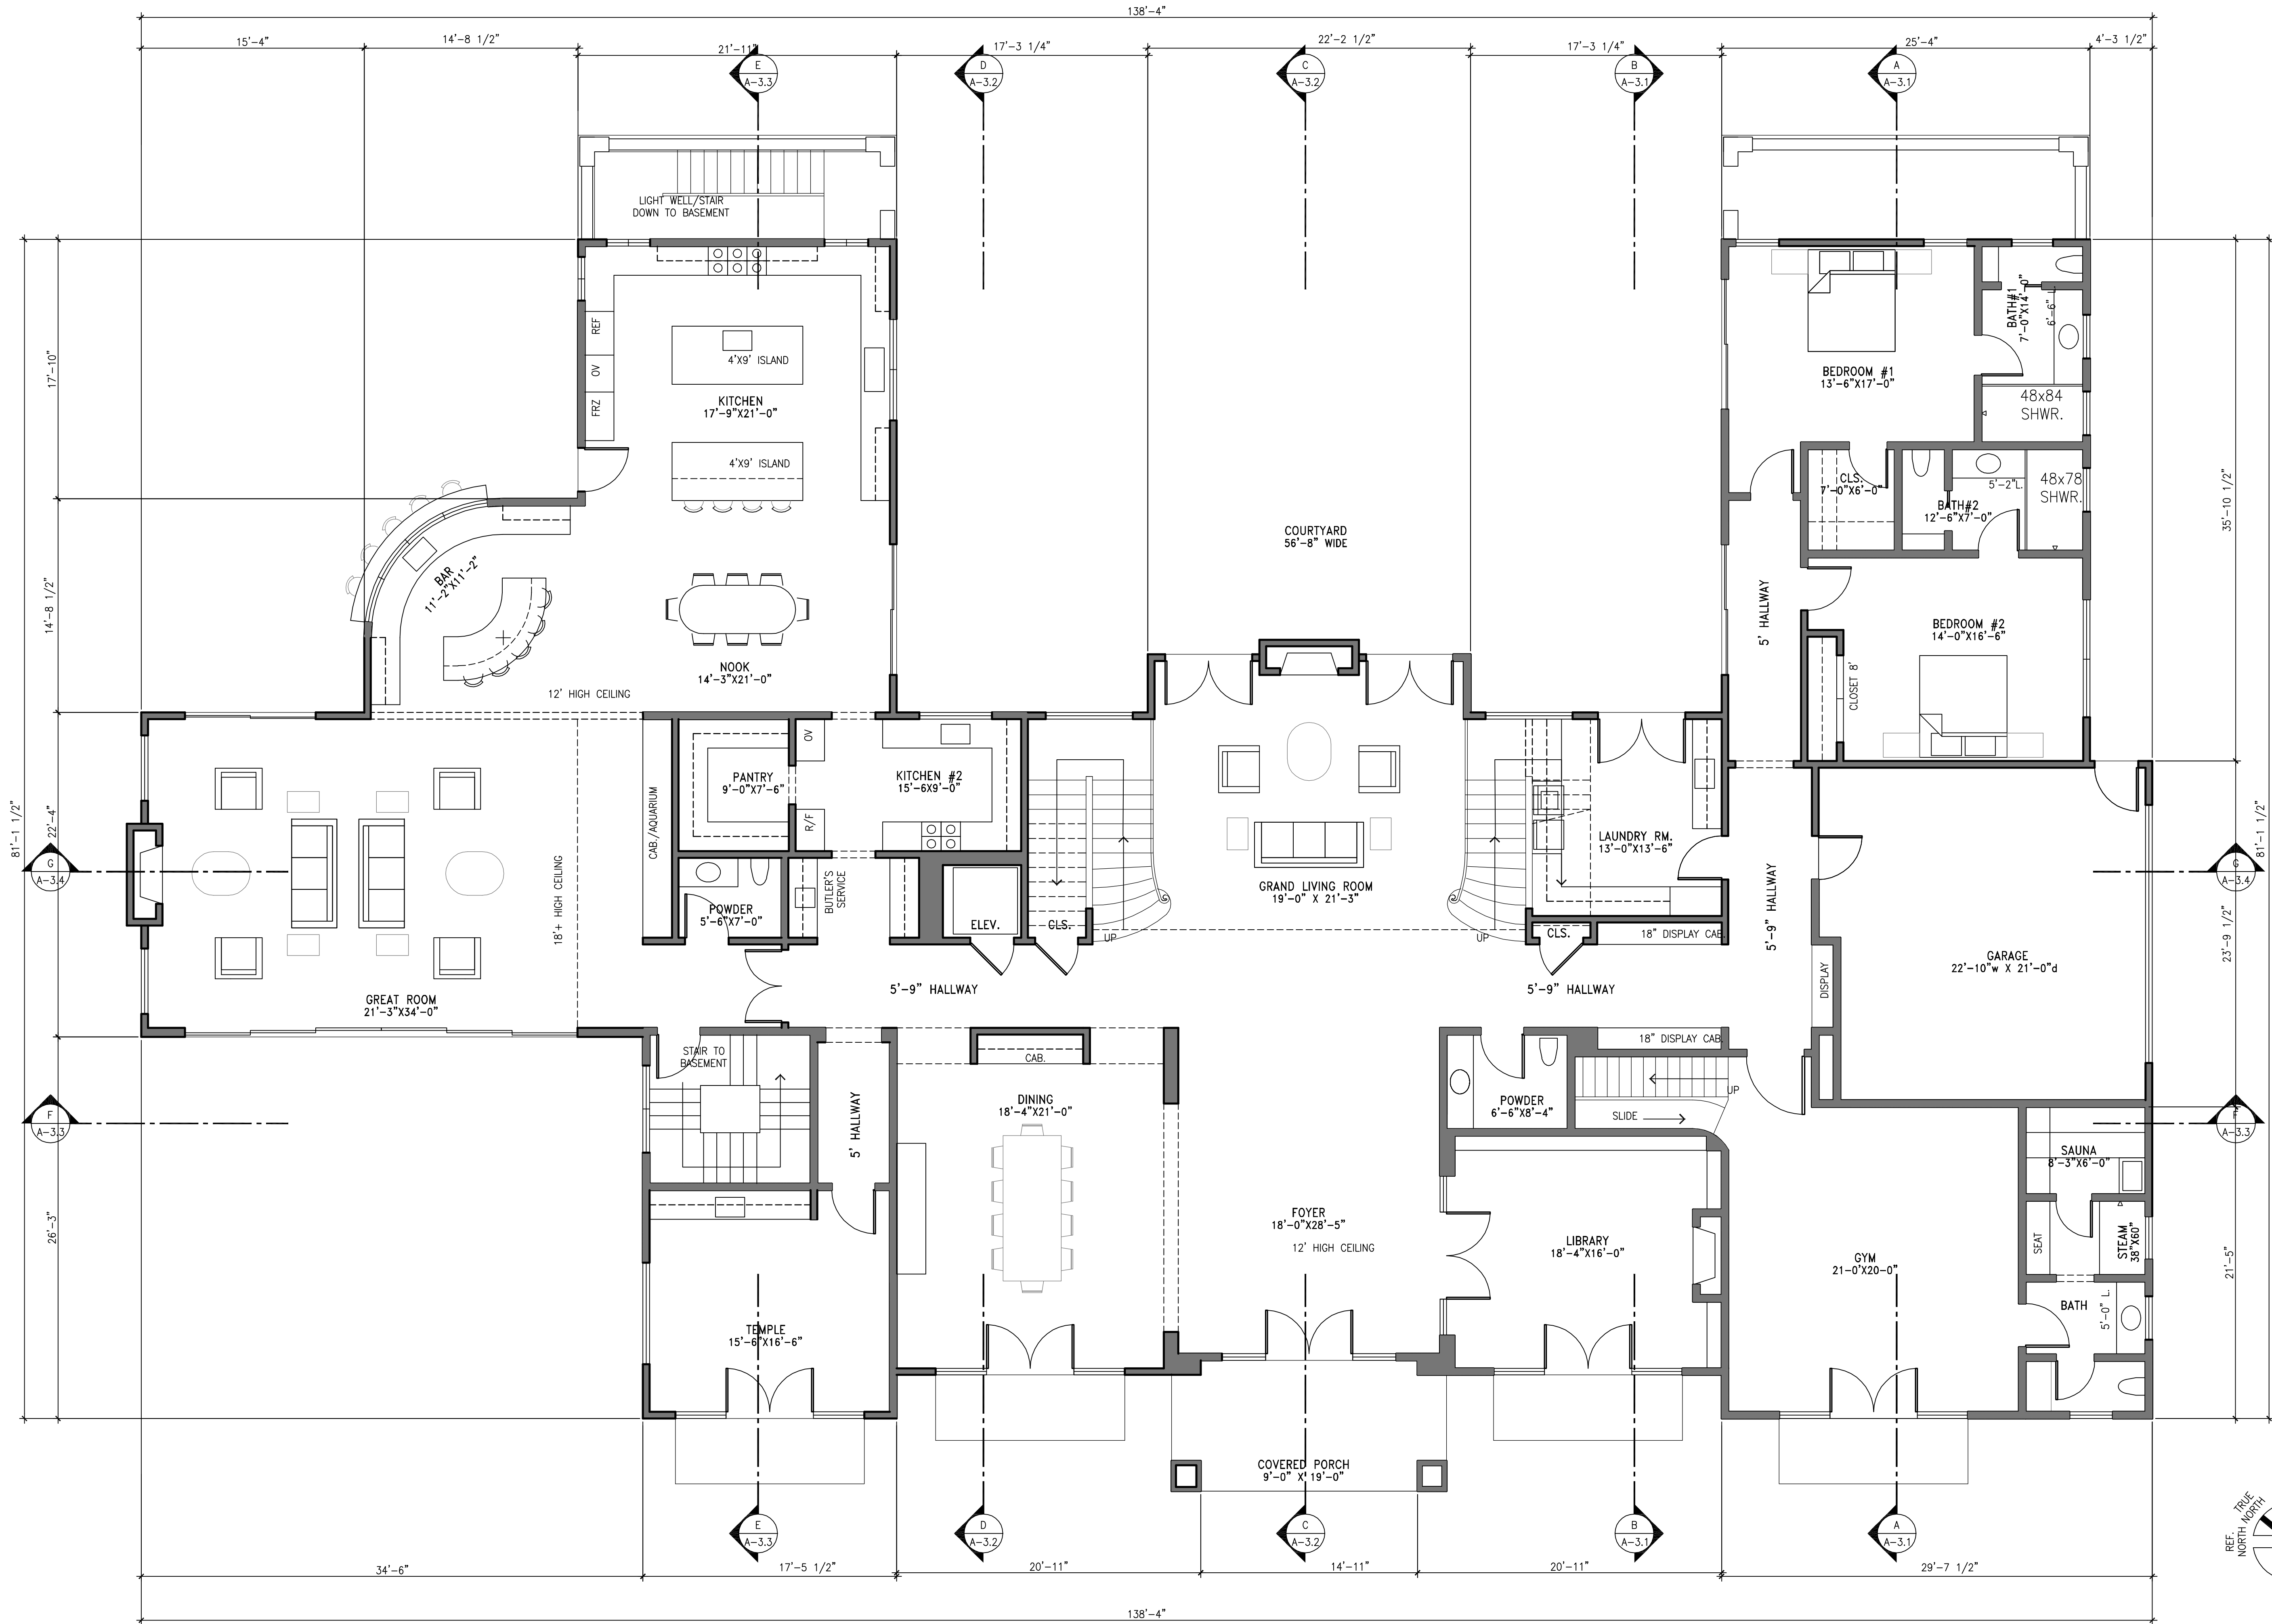 138'-4"
15'-4"
14'-8 1/2"
21'-11"
17'-3 1/4"
22'-2 1/2"
17'-3 1/4"
25'-4"
4'-3 1/2"
E
A-3.3
D
A-3.2
C
A-3.2
B
A-3.1
A
A-3.1
LIGHT WELL/STAIR
DOWN TO BASEMENT
REF
OV
FRZ
4'X9' ISLAND
KITCHEN
17'-9"X21'-0"
4'X9' ISLAND
BATH#1
7'-0"X14'-0"
6'-6" L
BEDROOM #1
13'-6"X17'-0"
48x84
SHWR.
17'-10"
CLS.
7'-0"X6'-0"
5'-2"L.
48x78
SHWR.
BATH#2
12'-6"X7'-0"
35'-10 1/2"
COURTYARD
56'-8" WIDE
BAR
11'-2"X11'-2"
14'-8 1/2"
5' HALLWAY
BEDROOM #2
14'-0"X16'-6"
CLOSET 8'
NOOK
14'-3"X21'-0"
12' HIGH CEILING
OV
PANTRY
9'-0"X7'-6"
KITCHEN #2
15'-6X9'-0"
R/F
CAB./AQUARIUM
LAUNDRY RM.
13'-0"X13'-6"
81'-1 1/2"
22'-4"
81'-1 1/2"
G
A-3.4
G
A-3.4
18'+ HIGH CEILING
BUTLER'S
SERVICE
GRAND LIVING ROOM
19'-0" X 21'-3"
POWDER
5'-6"X7'-0"
ELEV.
CLS.
UP
UP
CLS.
18" DISPLAY CAB.
5'-9" HALLWAY
23'-9 1/2"
GARAGE
22'-10"w X 21'-0"d
DISPLAY
5'-9" HALLWAY
5'-9" HALLWAY
GREAT ROOM
21'-3"X34'-0"
STAIR TO
BASEMENT
CAB.
18" DISPLAY CAB.
UP
SLIDE
DINING
18'-4"X21'-0"
POWDER
6'-6"X8'-4"
5' HALLWAY
F
A-3.3
F
A-3.3
SAUNA
8'-3"X6'-0"
26'-3"
FOYER
18'-0"X28'-5"
12' HIGH CEILING
LIBRARY
18'-4"X16'-0"
GYM
21-0'X20-0"
SEAT
STEAM
38"X60"
21'-5"
BATH
5'-0" L.
TEMPLE
15'-6"X16'-6"
COVERED PORCH
9'-0" X 19'-0"
E
A-3.3
D
A-3.2
C
A-3.2
B
A-3.1
A
A-3.1
TRUE
NORTH
REF.
NORTH
34'-6"
17'-5 1/2"
20'-11"
14'-11"
20'-11"
29'-7 1/2"
138'-4"